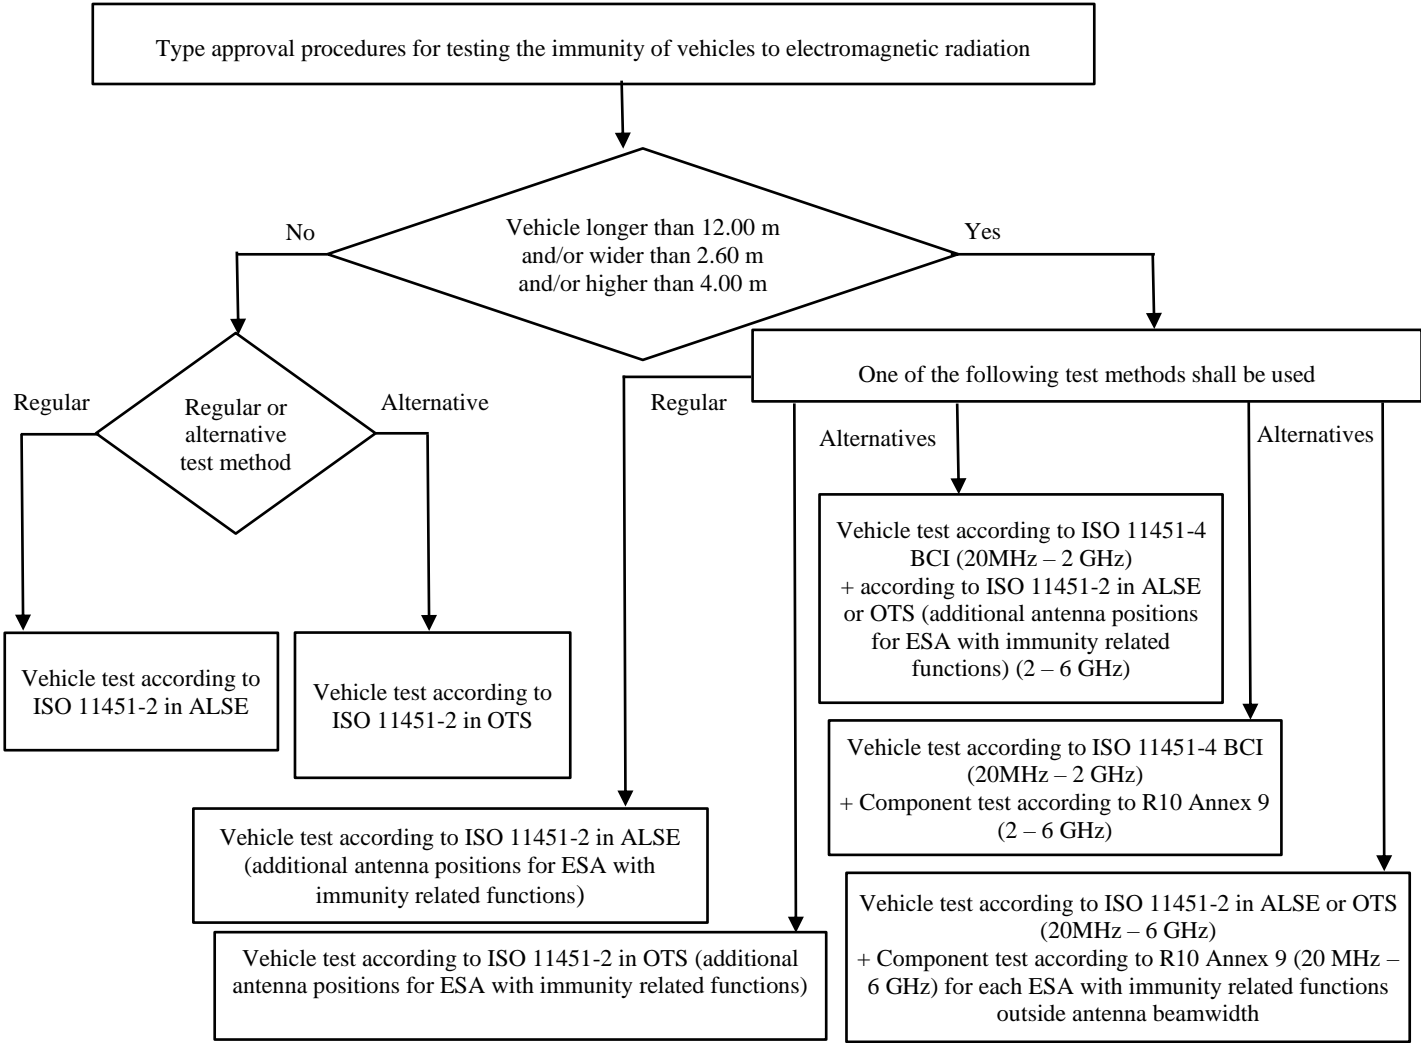 Type approval procedures for testing the immunity of vehicles to electromagnetic radiation
No
Vehicle longer than 12.00 m
and/or wider than 2.60 m
and/or higher than 4.00 m
Yes
Regular
Regular or
alternative
test method
Alternative
One of the following test methods shall be used
Regular
Alternatives
Alternatives
Vehicle test according to
ISO 11451-2 in ALSE
Vehicle test according to
ISO 11451-2 in OTS
Vehicle test according to ISO 11451-4
BCI (20MHz – 2 GHz)
+ according to ISO 11451-2 in ALSE
or OTS (additional antenna positions
for ESA with immunity related
functions) (2 – 6 GHz)
Vehicle test according to ISO 11451-4 BCI
(20MHz – 2 GHz)
+ Component test according to R10 Annex 9
(2 – 6 GHz)
Vehicle test according to ISO 11451-2 in ALSE
(additional antenna positions for ESA with
immunity related functions)
Vehicle test according to ISO 11451-2 in OTS (additional
antenna positions for ESA with immunity related functions)
Vehicle test according to ISO 11451-2 in ALSE or OTS
(20MHz – 6 GHz)
+ Component test according to R10 Annex 9 (20 MHz –
6 GHz) for each ESA with immunity related functions
outside antenna beamwidth